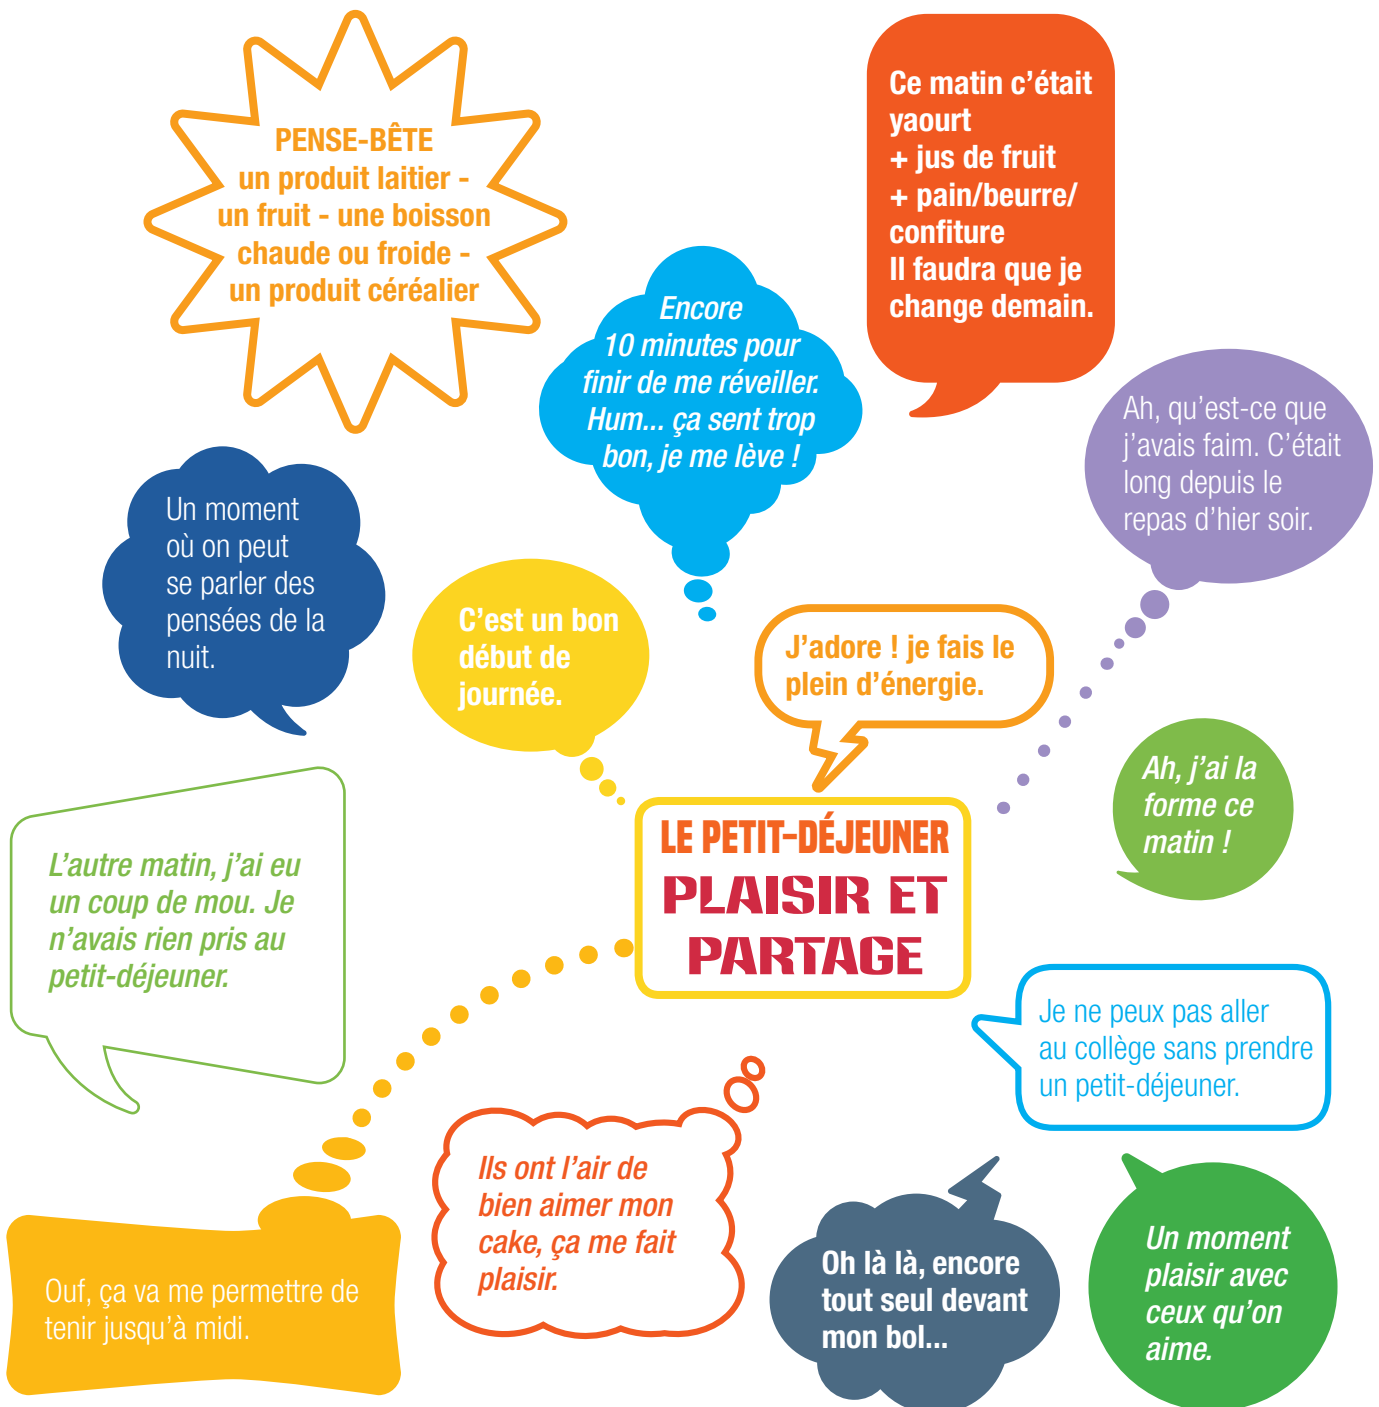 PENSE-BÊTE
un produit laitier -
un fruit - une boisson
chaude ou froide -
un produit céréalier
Ce matin c’était
yaourt
+ jus de fruit
+ pain/beurre/
confiture
Il faudra que je
change demain.
Encore
10 minutes pour
finir de me réveiller.
Hum... ça sent trop
bon, je me lève !
Ah, qu’est-ce que
j’avais faim. C’était
long depuis le
repas d’hier soir.
Un moment
où on peut
se parler des
pensées de la
nuit.
C’est un bon
début de
journée.
J’adore ! je fais le
plein d’énergie.
Ah, j’ai la
forme ce
matin !
LE PETIT-DÉJEUNER
PLAISIR ET
PARTAGE
L’autre matin, j’ai eu
un coup de mou. Je
n’avais rien pris au
petit-déjeuner.
Je ne peux pas aller
au collège sans prendre
un petit-déjeuner.
Ils ont l’air de
bien aimer mon
cake, ça me fait
plaisir.
Ouf, ça va me permettre de
tenir jusqu’à midi.
Oh là là, encore
tout seul devant
mon bol...
Un moment
plaisir avec
ceux qu’on
aime.